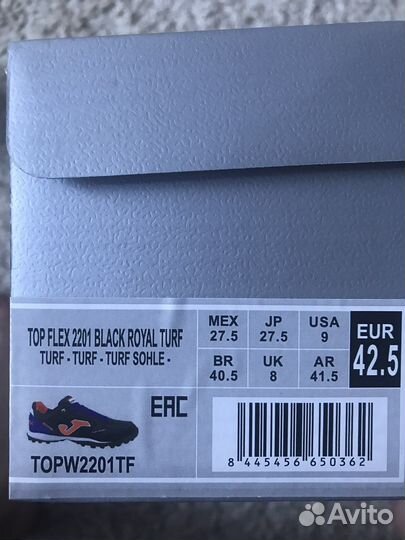 TOP FLEX 2201 BLACK ROYAL TURF
TURF - TURF - TURF SOHLE -
EAC
TOPW2201TF
MEX 27.5
JP 27.5
USA 9
EUR 42.5
BR 40.5
UK 8
AR 41.5
8 445456 650362
Avito